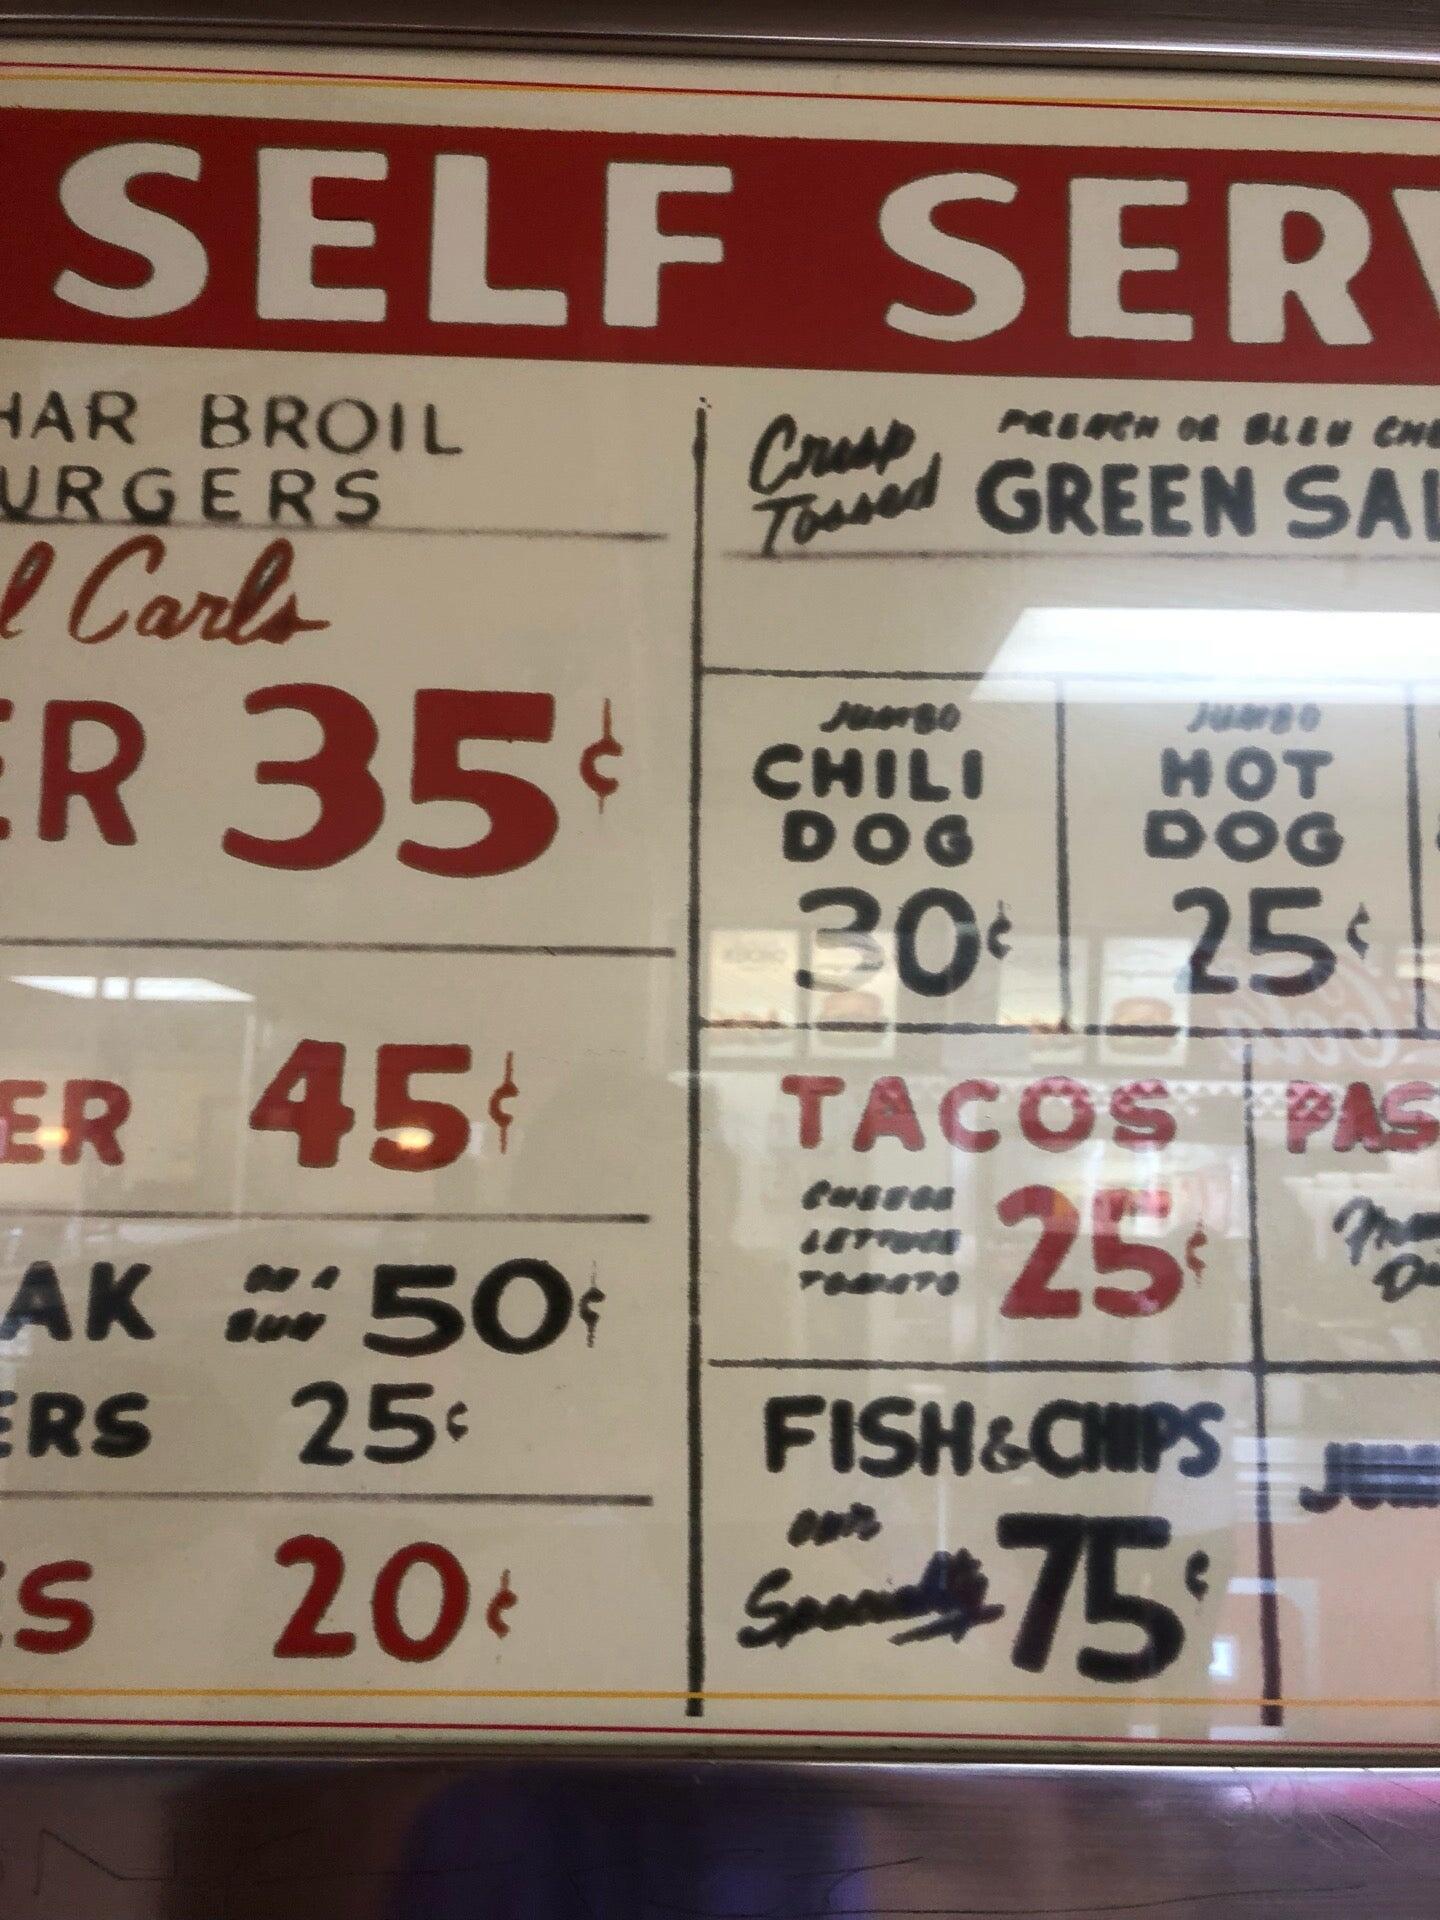 SELF SERV
HAR BROIL
URGERS
l Carls
ER 35¢
ER 45¢
AK ON A BUN 50¢
ERS 25¢
ES 20¢
Crisp
Tossed
FRENCH OR BLEU CHE
GREEN SAL
JUMBO
CHILI
DOG
30¢
JUMBO
HOT
DOG
25¢
TACOS
CHEESE
LETTUCE
TOMATO
25¢
PAS
FISH & CHIPS
our
Specialty
75¢